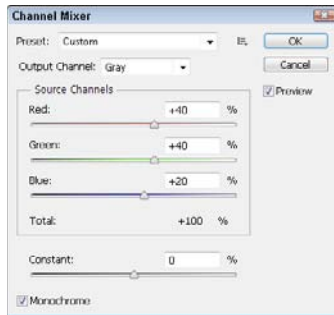 Channel Mixer
Preset: Custom
OK
Output Channel: Gray
Cancel
Source Channels
Preview
Red: +40 %
Green: +40 %
Blue: +20 %
Total: +100 %
Constant: 0 %
Monochrome